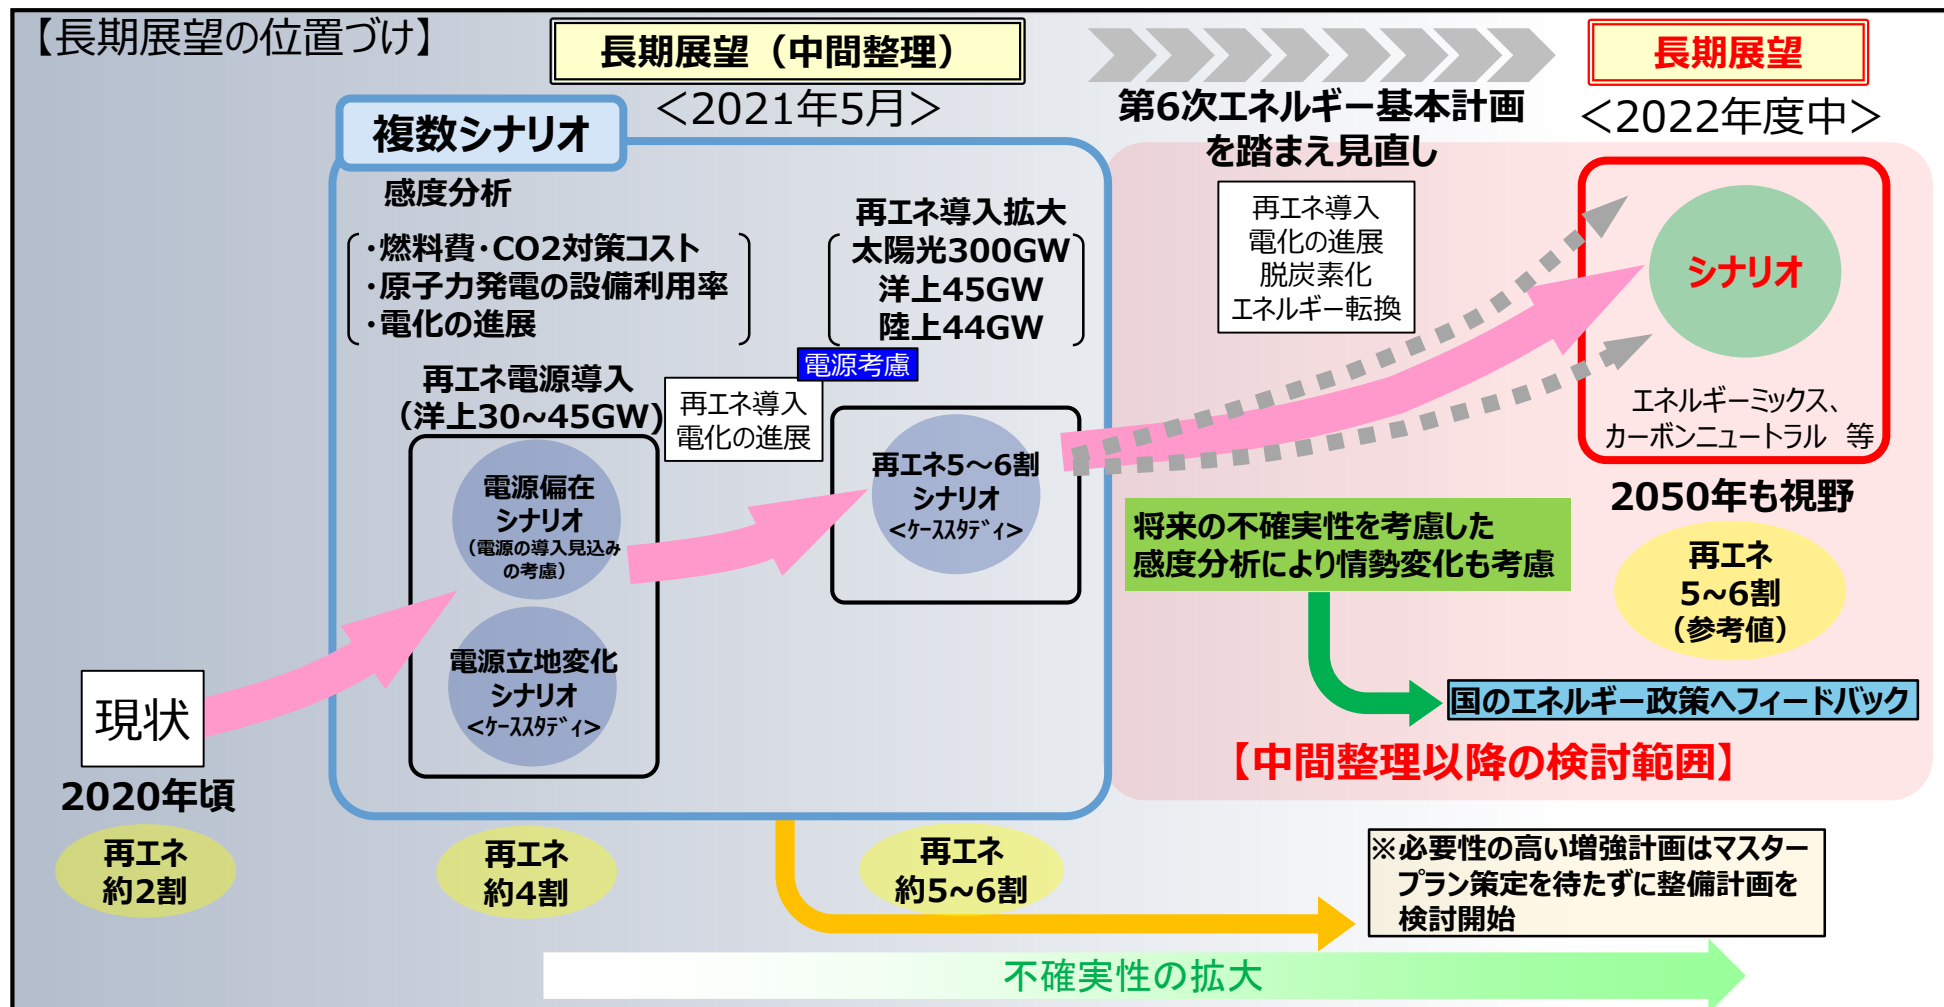 【長期展望の位置づけ】
長期展望（中間整理）
＜2021年5月＞
長期展望
＜2022年度中＞
第6次エネルギー基本計画
を踏まえ見直し
複数シナリオ
感度分析
・燃料費・CO2対策コスト
・原子力発電の設備利用率
・電化の進展
再エネ導入拡大
太陽光300GW
洋上45GW
陸上44GW
電源考慮
再エネ電源導入
（洋上30~45GW）
再エネ導入
電化の進展
再エネ導入
電化の進展
脱炭素化
エネルギー転換
シナリオ
エネルギーミックス、
カーボンニュートラル　等
電源偏在
シナリオ
（電源の導入見込み
の考慮）
再エネ5～6割
シナリオ
<ｹｰｽｽﾀﾃﾞｨ>
電源立地変化
シナリオ
<ｹｰｽｽﾀﾃﾞｨ>
将来の不確実性を考慮した
感度分析により情勢変化も考慮
2050年も視野
再エネ
5~6割
（参考値）
国のエネルギー政策へフィードバック
【中間整理以降の検討範囲】
現状
2020年頃
再エネ
約2割
再エネ
約4割
再エネ
約5~6割
※必要性の高い増強計画はマスター
プラン策定を待たずに整備計画を
検討開始
不確実性の拡大